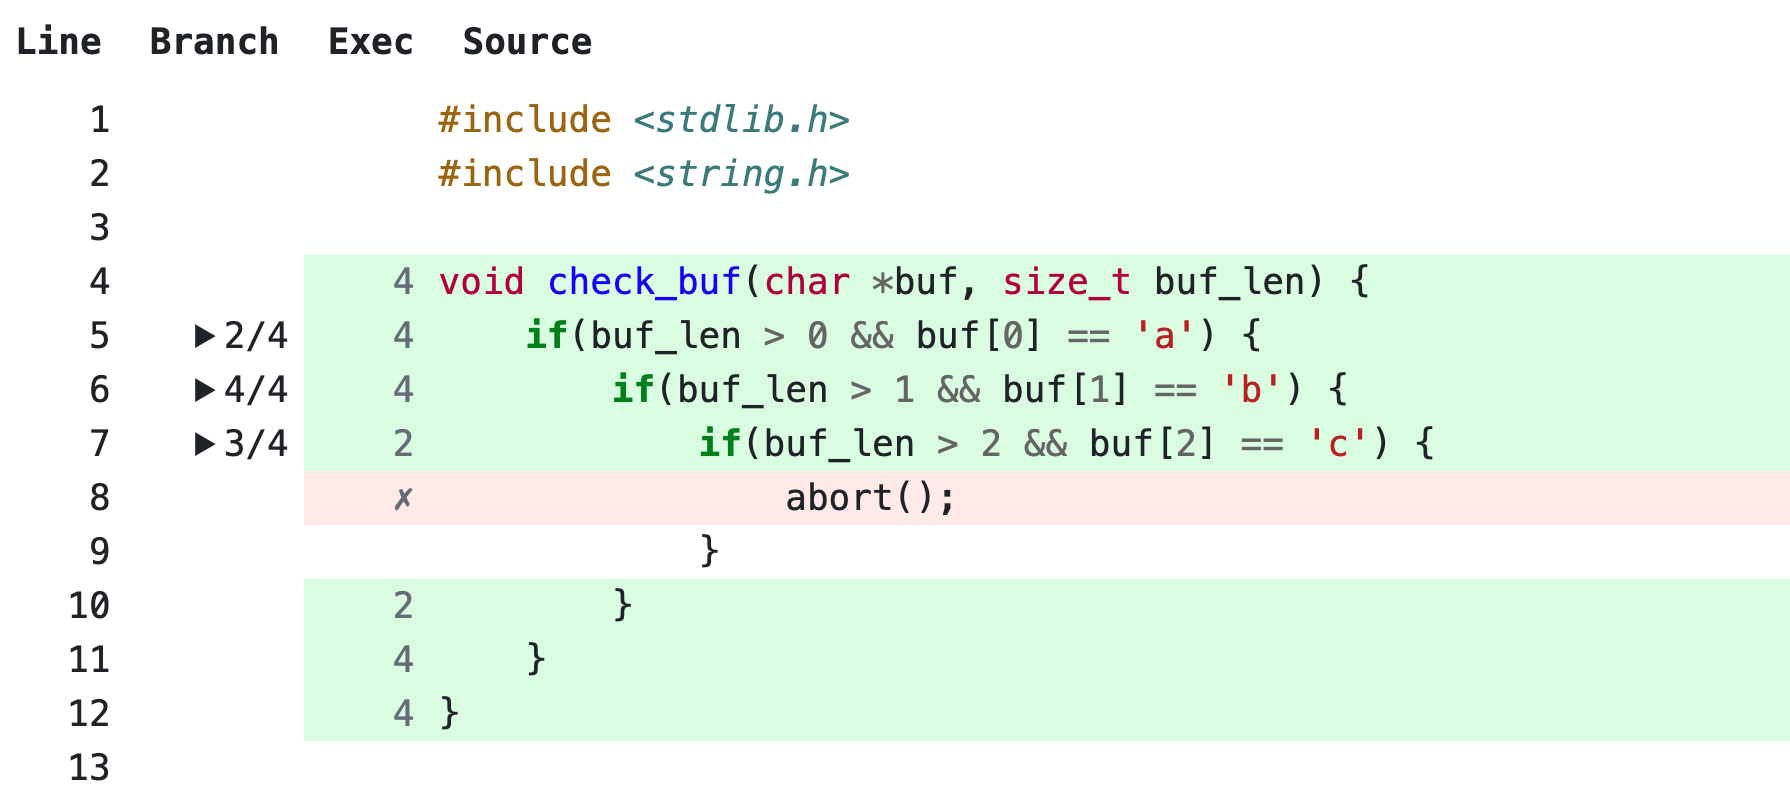 Line Branch Exec Source
1 #include <stdlib.h>
2 #include <string.h>
3
4 4 void check_buf(char *buf, size_t buf_len) {
5 ▶2/4 4 if(buf_len > 0 && buf[0] == 'a') {
6 ▶4/4 4 if(buf_len > 1 && buf[1] == 'b') {
7 ▶3/4 2 if(buf_len > 2 && buf[2] == 'c') {
8 ✗ abort();
9 }
10 2 }
11 4 }
12 4 }
13